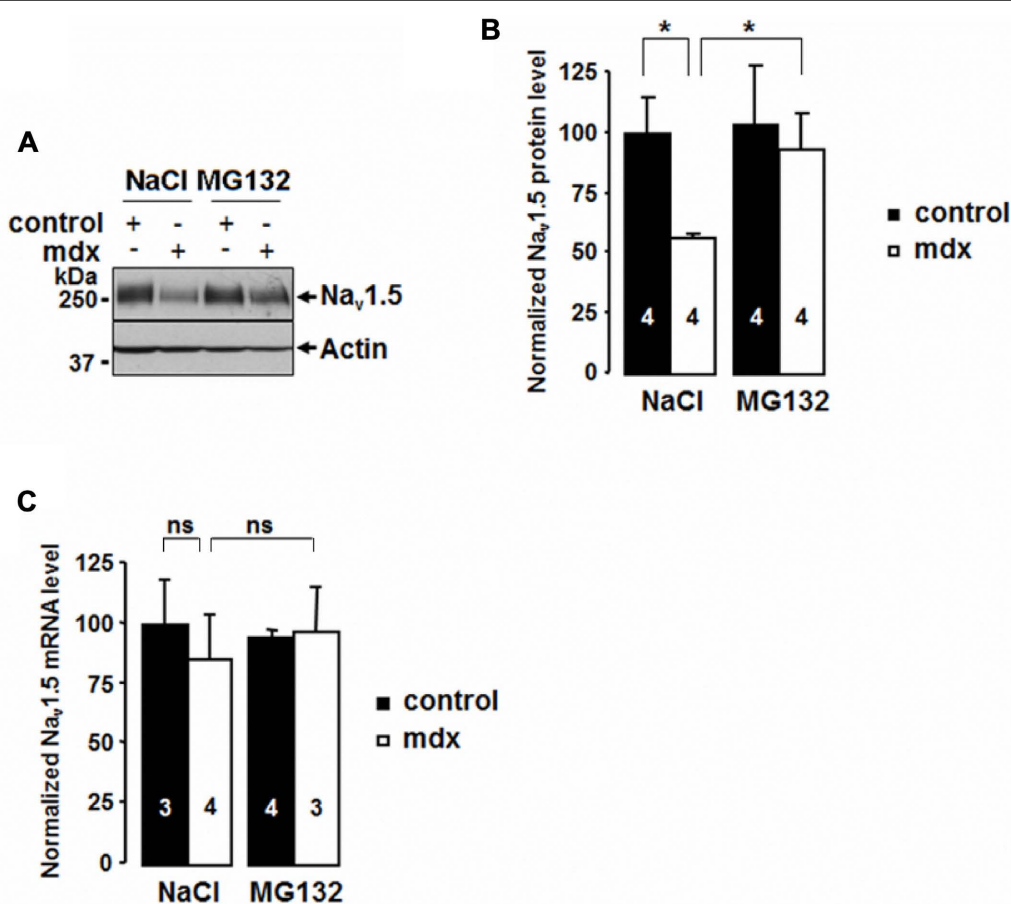 A
NaCl MG132
control + - + -
mdx - + - +
kDa
250
Nav1.5
Actin
37
B
* *
Normalized Nav1.5 protein level
125
100
75
50
25
0
4 4 4 4
NaCl MG132
control
mdx
C
ns ns
Normalized Nav1.5 mRNA level
125
100
75
50
25
0
3 4 4 3
NaCl MG132
control
mdx